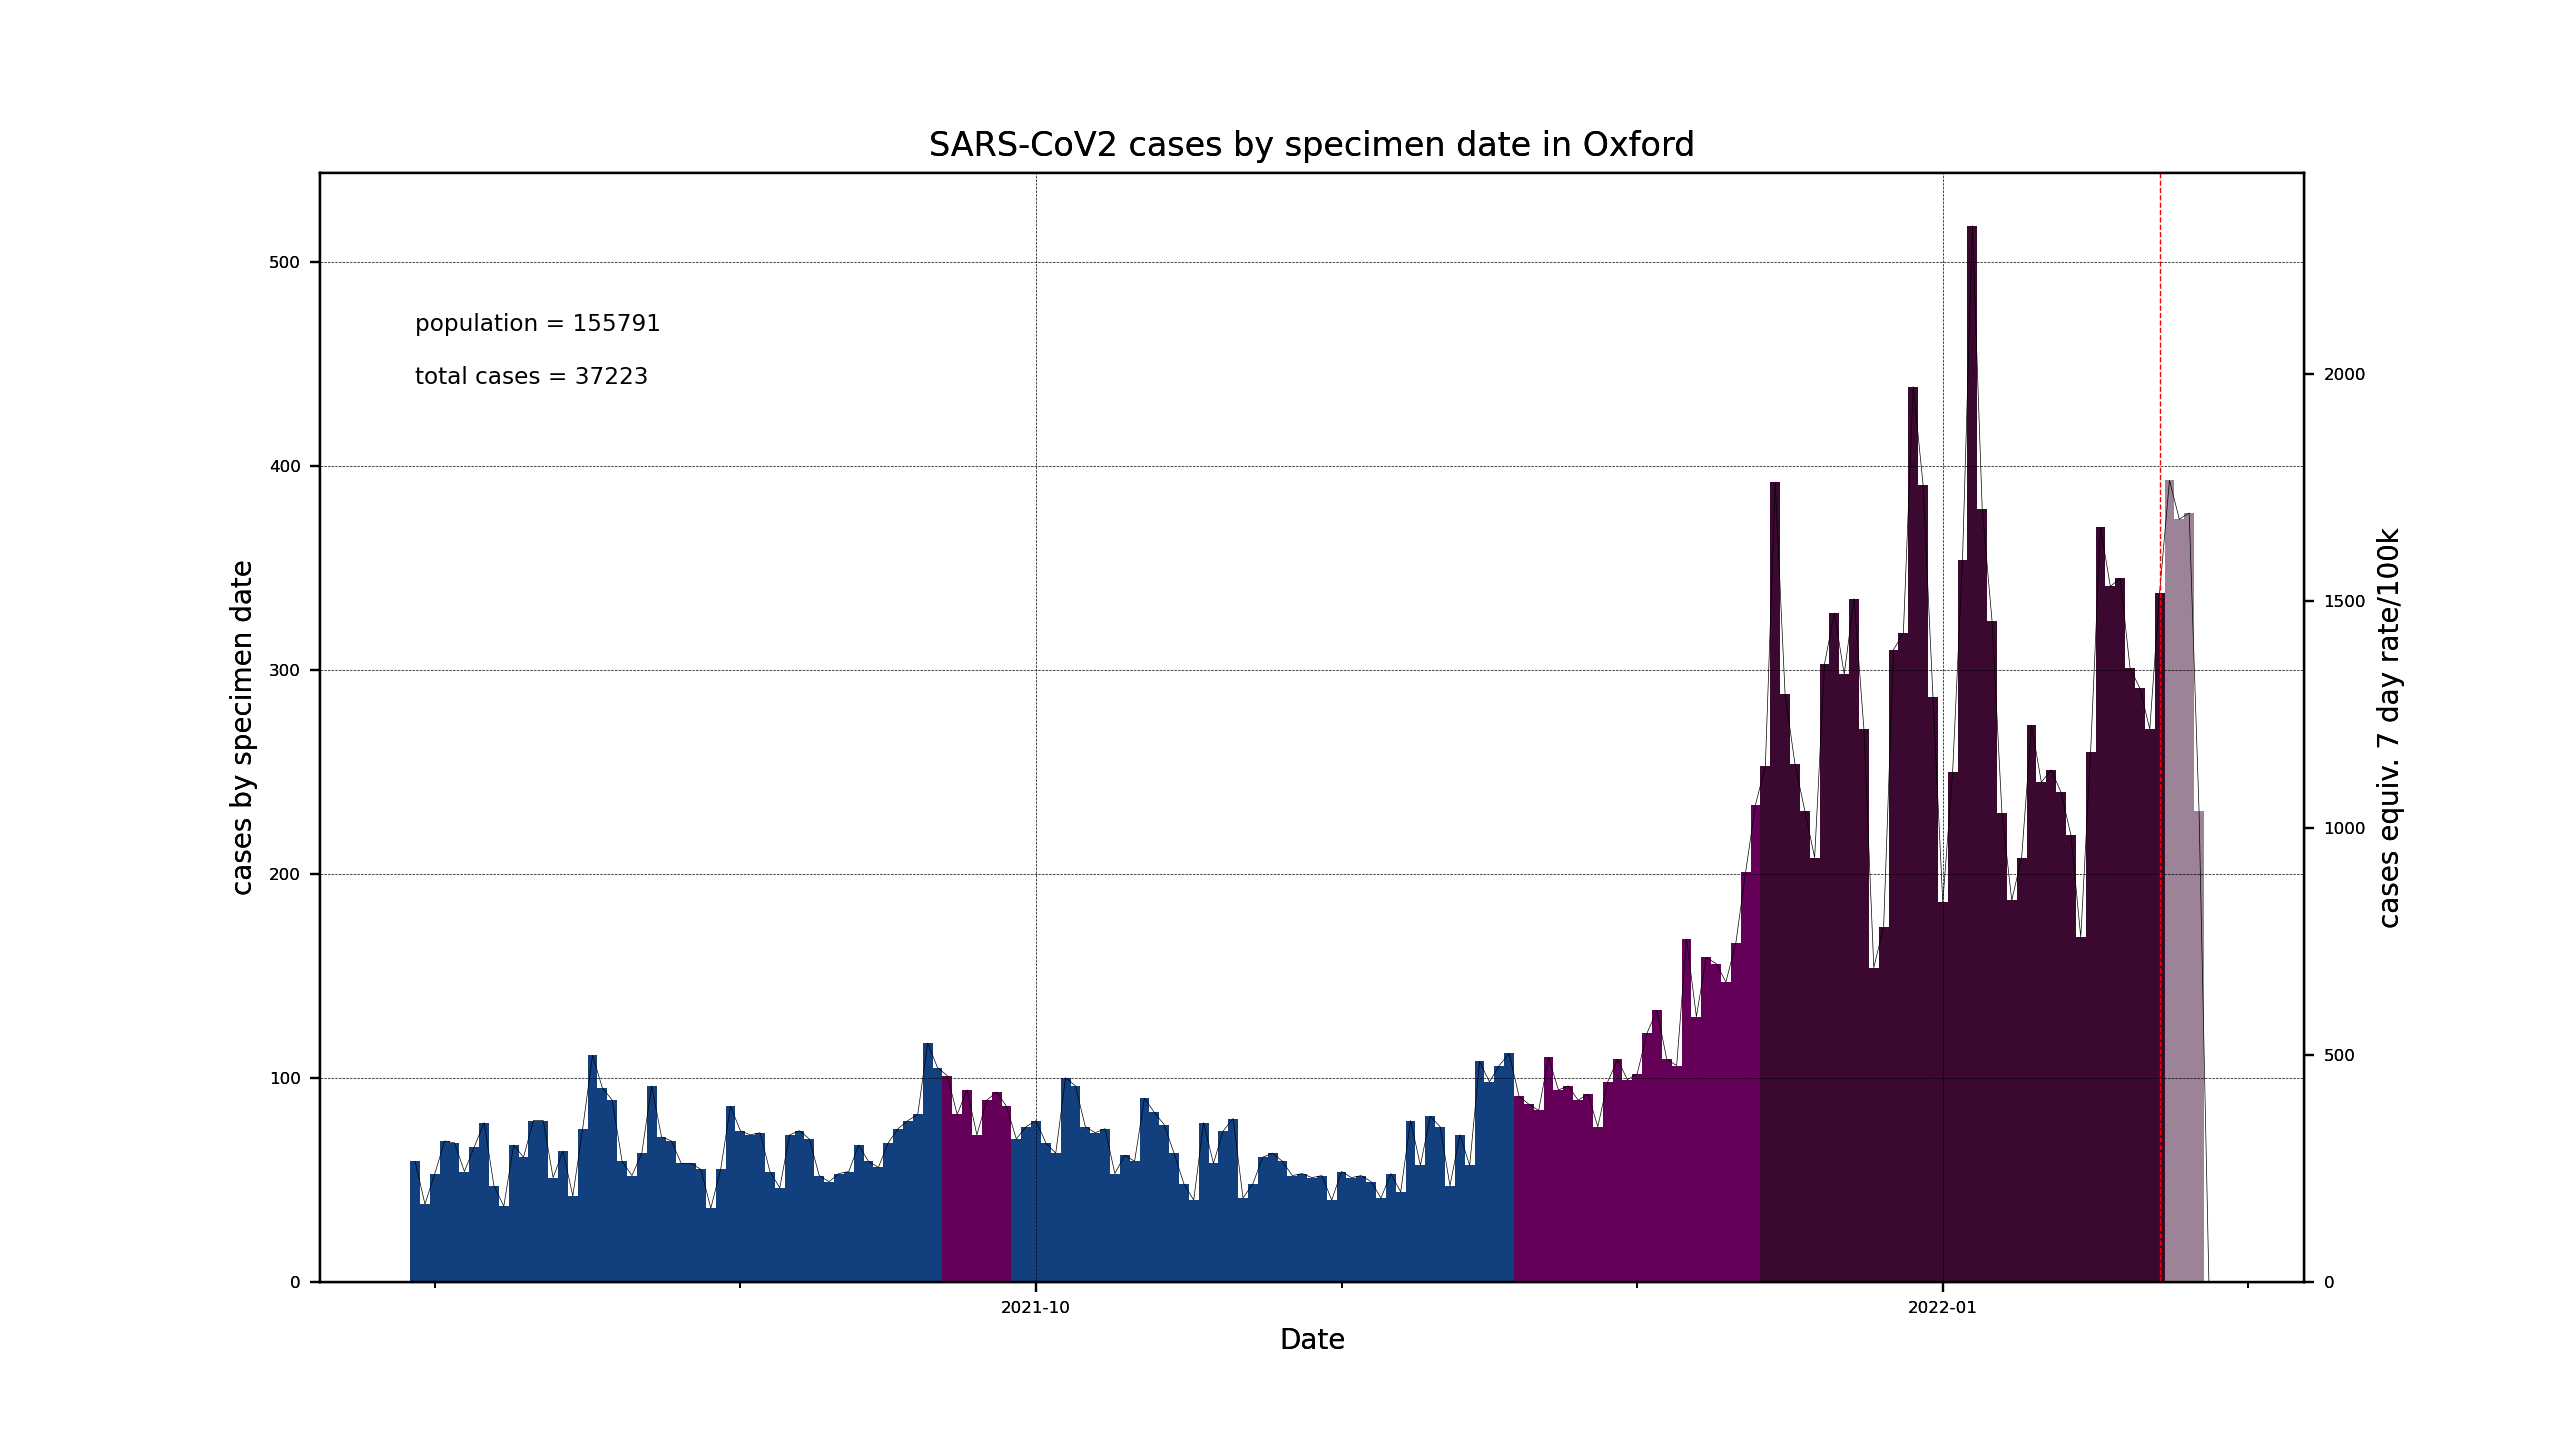 SARS-CoV2 cases by specimen date in Oxford
population = 155791
total cases = 37223
cases by specimen date
500
400
300
200
100
0
2000
1500
1000
500
0
cases equiv. 7 day rate/100k
2021-10
2022-01
Date